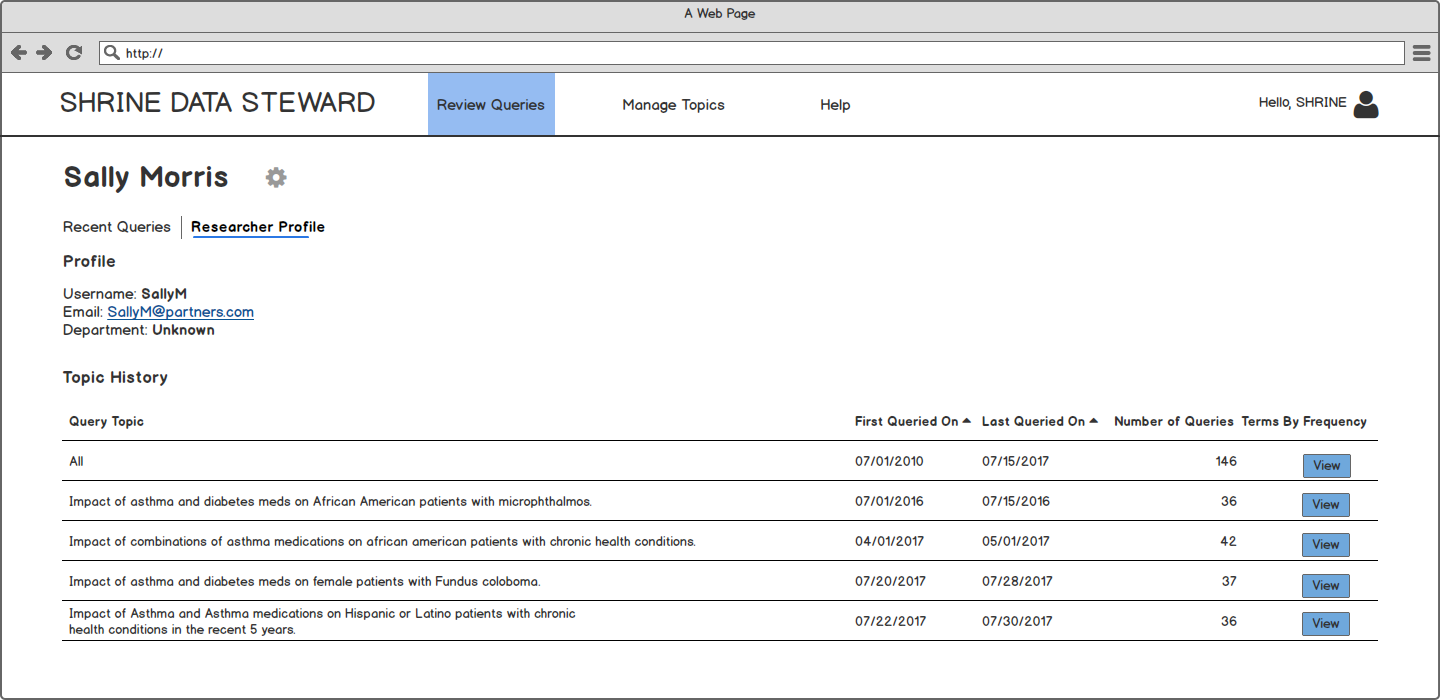 A Web Page
http://
SHRINE DATA STEWARD Review Queries Manage Topics Help Hello, SHRINE
Sally Morris
Recent Queries Researcher Profile
Profile
Username: SallyM
Email: SallyM@partners.com
Department: Unknown
Topic History
Query Topic First Queried On Last Queried On Number of Queries Terms By Frequency
All 07/01/2010 07/15/2017 146 View
Impact of asthma and diabetes meds on African American patients with microphthalmos. 07/01/2016 07/15/2016 36 View
Impact of combinations of asthma medications on african american patients with chronic health conditions. 04/01/2017 05/01/2017 42 View
Impact of asthma and diabetes meds on female patients with Fundus coloboma. 07/20/2017 07/28/2017 37 View
Impact of Asthma and Asthma medications on Hispanic or Latino patients with chronic
health conditions in the recent 5 years. 07/22/2017 07/30/2017 36 View